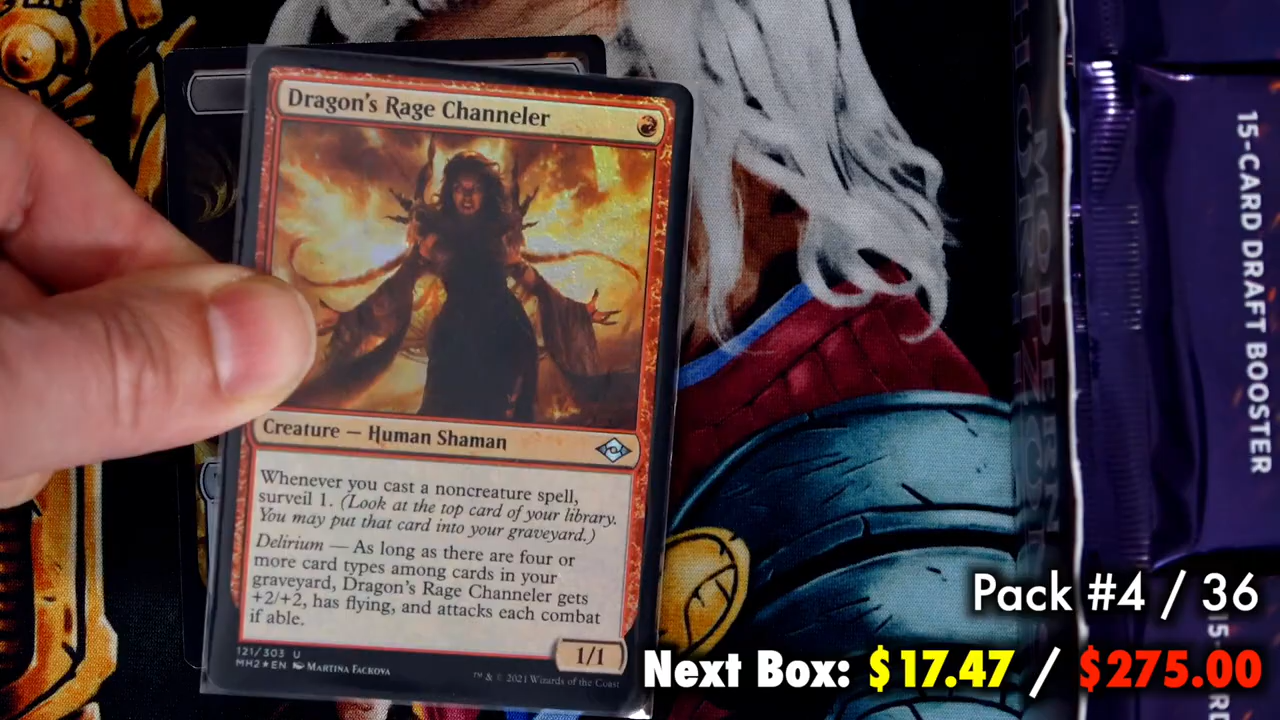 Dragon's Rage Channeler
Creature — Human Shaman
Whenever you cast a noncreature spell,
surveil 1. (Look at the top card of your library.
You may put that card into your graveyard.)
Delirium — As long as there are four or
more card types among cards in your
graveyard, Dragon's Rage Channeler gets
+2/+2, has flying, and attacks each combat
if able.
1/1
121/303 U
MH2★EN Martina Fackova
™ & © 2021 Wizards of the Coast
15-CARD DRAFT BOOSTER
Pack #4 / 36
Next Box: $17.47 / $275.00